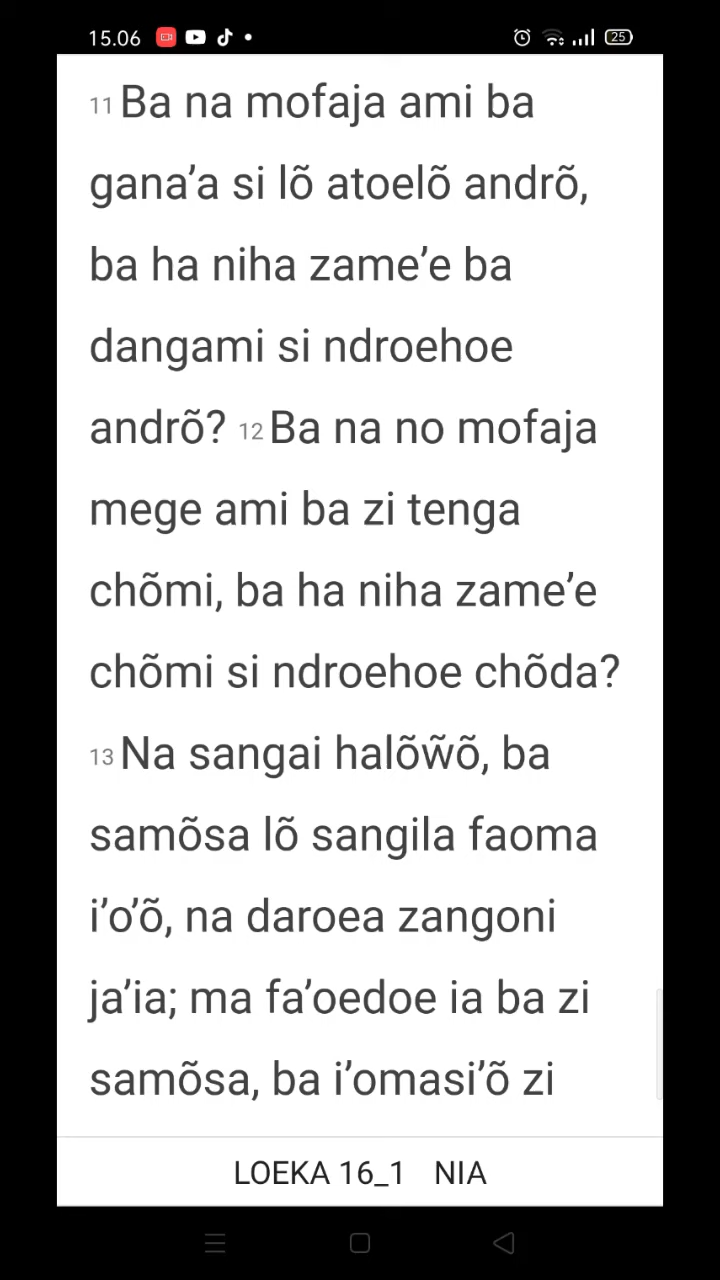 15.06 25
11 Ba na mofaja ami ba
gana’a si lõ atoelõ andrõ,
ba ha niha zame’e ba
dangami si ndroehoe
andrõ? 12 Ba na no mofaja
mege ami ba zi tenga
chõmi, ba ha niha zame’e
chõmi si ndroehoe chõda?
13 Na sangai halõw̃õ, ba
samõsa lõ sangila faoma
i’o’õ, na daroea zangoni
ja’ia; ma fa’oedoe ia ba zi
samõsa, ba i’omasi’õ zi
LOEKA 16_1 NIA